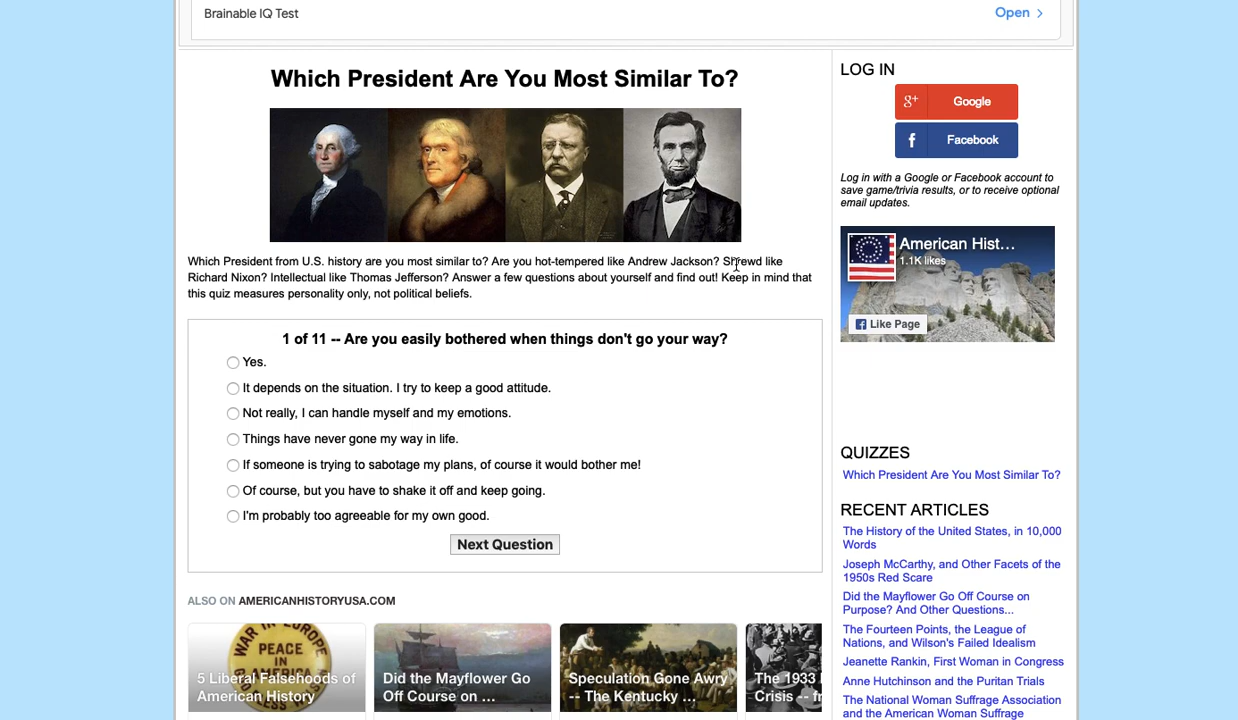 Brainable IQ Test
Open
Which President Are You Most Similar To?
Which President from U.S. history are you most similar to? Are you hot-tempered like Andrew Jackson? Shrewd like
Richard Nixon? Intellectual like Thomas Jefferson? Answer a few questions about yourself and find out! Keep in mind that
this quiz measures personality only, not political beliefs.
1 of 11 -- Are you easily bothered when things don't go your way?
Yes.
It depends on the situation. I try to keep a good attitude.
Not really, I can handle myself and my emotions.
Things have never gone my way in life.
If someone is trying to sabotage my plans, of course it would bother me!
Of course, but you have to shake it off and keep going.
I'm probably too agreeable for my own good.
Next Question
ALSO ON AMERICANHISTORYUSA.COM
WAR IN EUROPE
PEACE
IN
AMERICA
5 Liberal Falsehoods of
American History
Did the Mayflower Go
Off Course on ...
Speculation Gone Awry
-- The Kentucky ...
The 1933
Crisis --
LOG IN
g+ Google
f Facebook
Log in with a Google or Facebook account to
save game/trivia results, or to receive optional
email updates.
American Hist...
1.1K likes
Like Page
QUIZZES
Which President Are You Most Similar To?
RECENT ARTICLES
The History of the United States, in 10,000
Words
Joseph McCarthy, and Other Facets of the
1950s Red Scare
Did the Mayflower Go Off Course on
Purpose? And Other Questions...
The Fourteen Points, the League of
Nations, and Wilson's Failed Idealism
Jeanette Rankin, First Woman in Congress
Anne Hutchinson and the Puritan Trials
The National Woman Suffrage Association
and the American Woman Suffrage